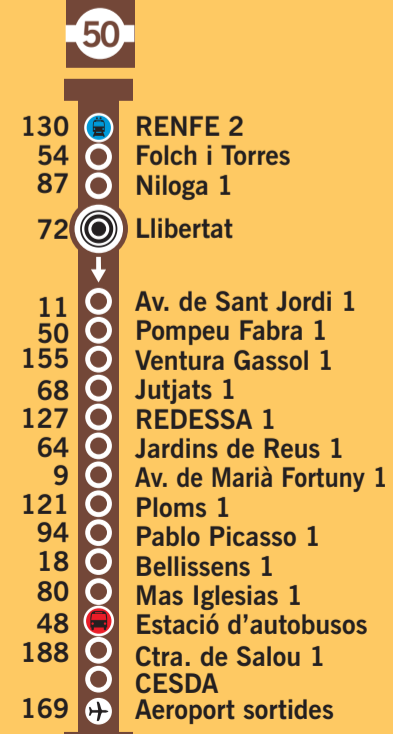 50
130 RENFE 2
54 Folch i Torres
87 Niloga 1
72 Llibertat
11 Av. de Sant Jordi 1
50 Pompeu Fabra 1
155 Ventura Gassol 1
68 Jutjats 1
127 REDESSA 1
64 Jardins de Reus 1
9 Av. de Marià Fortuny 1
121 Ploms 1
94 Pablo Picasso 1
18 Bellissens 1
80 Mas Iglesias 1
48 Estació d'autobusos
188 Ctra. de Salou 1
CESDA
169 Aeroport sortides